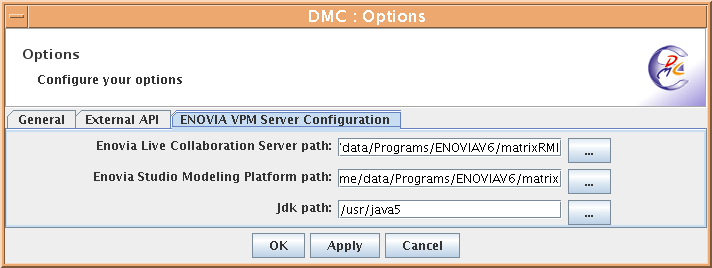 DMC : Options
Options
Configure your options
General External API ENOVIA VPM Server Configuration
Enovia Live Collaboration Server path: 'data/Programs/ENOVIAV6/matrixRMI ...
Enovia Studio Modeling Platform path: me/data/Programs/ENOVIAV6/matrix ...
Jdk path: /usr/java5 ...
OK Apply Cancel